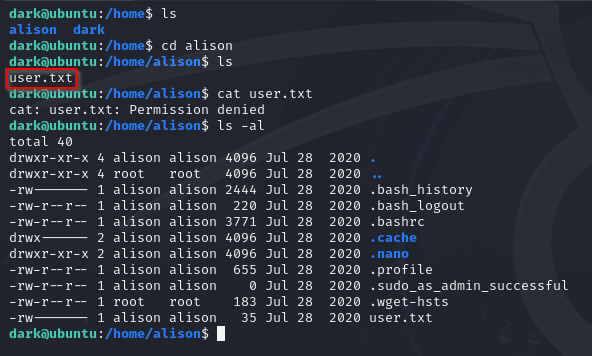 dark@ubuntu:/home$ ls
alison  dark
dark@ubuntu:/home$ cd alison
dark@ubuntu:/home/alison$ ls
user.txt
dark@ubuntu:/home/alison$ cat user.txt
cat: user.txt: Permission denied
dark@ubuntu:/home/alison$ ls -al
total 40
drwxr-xr-x 4 alison alison 4096 Jul 28  2020 .
drwxr-xr-x 4 root   root   4096 Jul 28  2020 ..
-rw------- 1 alison alison 2444 Jul 28  2020 .bash_history
-rw-r--r-- 1 alison alison  220 Jul 28  2020 .bash_logout
-rw-r--r-- 1 alison alison 3771 Jul 28  2020 .bashrc
drwx------ 2 alison alison 4096 Jul 28  2020 .cache
drwxr-xr-x 2 alison alison 4096 Jul 28  2020 .nano
-rw-r--r-- 1 alison alison  655 Jul 28  2020 .profile
-rw-r--r-- 1 alison alison    0 Jul 28  2020 .sudo_as_admin_successful
-rw-r--r-- 1 root   root    183 Jul 28  2020 .wget-hsts
-rw------- 1 alison alison   35 Jul 28  2020 user.txt
dark@ubuntu:/home/alison$